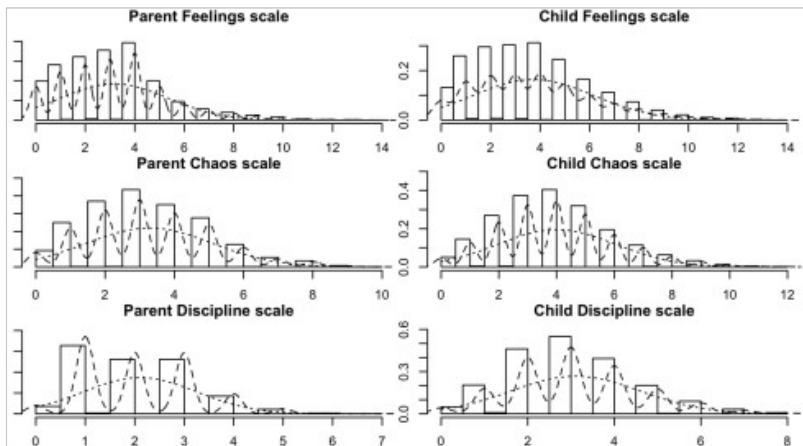 Parent Feelings scale
0 2 4 6 8 10 12 14
Child Feelings scale
0.0 0.2
0 2 4 6 8 10 12 14
Parent Chaos scale
0 2 4 6 8 10
Child Chaos scale
0.0 0.2 0.4
0 2 4 6 8 10 12
Parent Discipline scale
0 1 2 3 4 5 6 7
Child Discipline scale
0.0 0.3 0.6
0 2 4 6 8